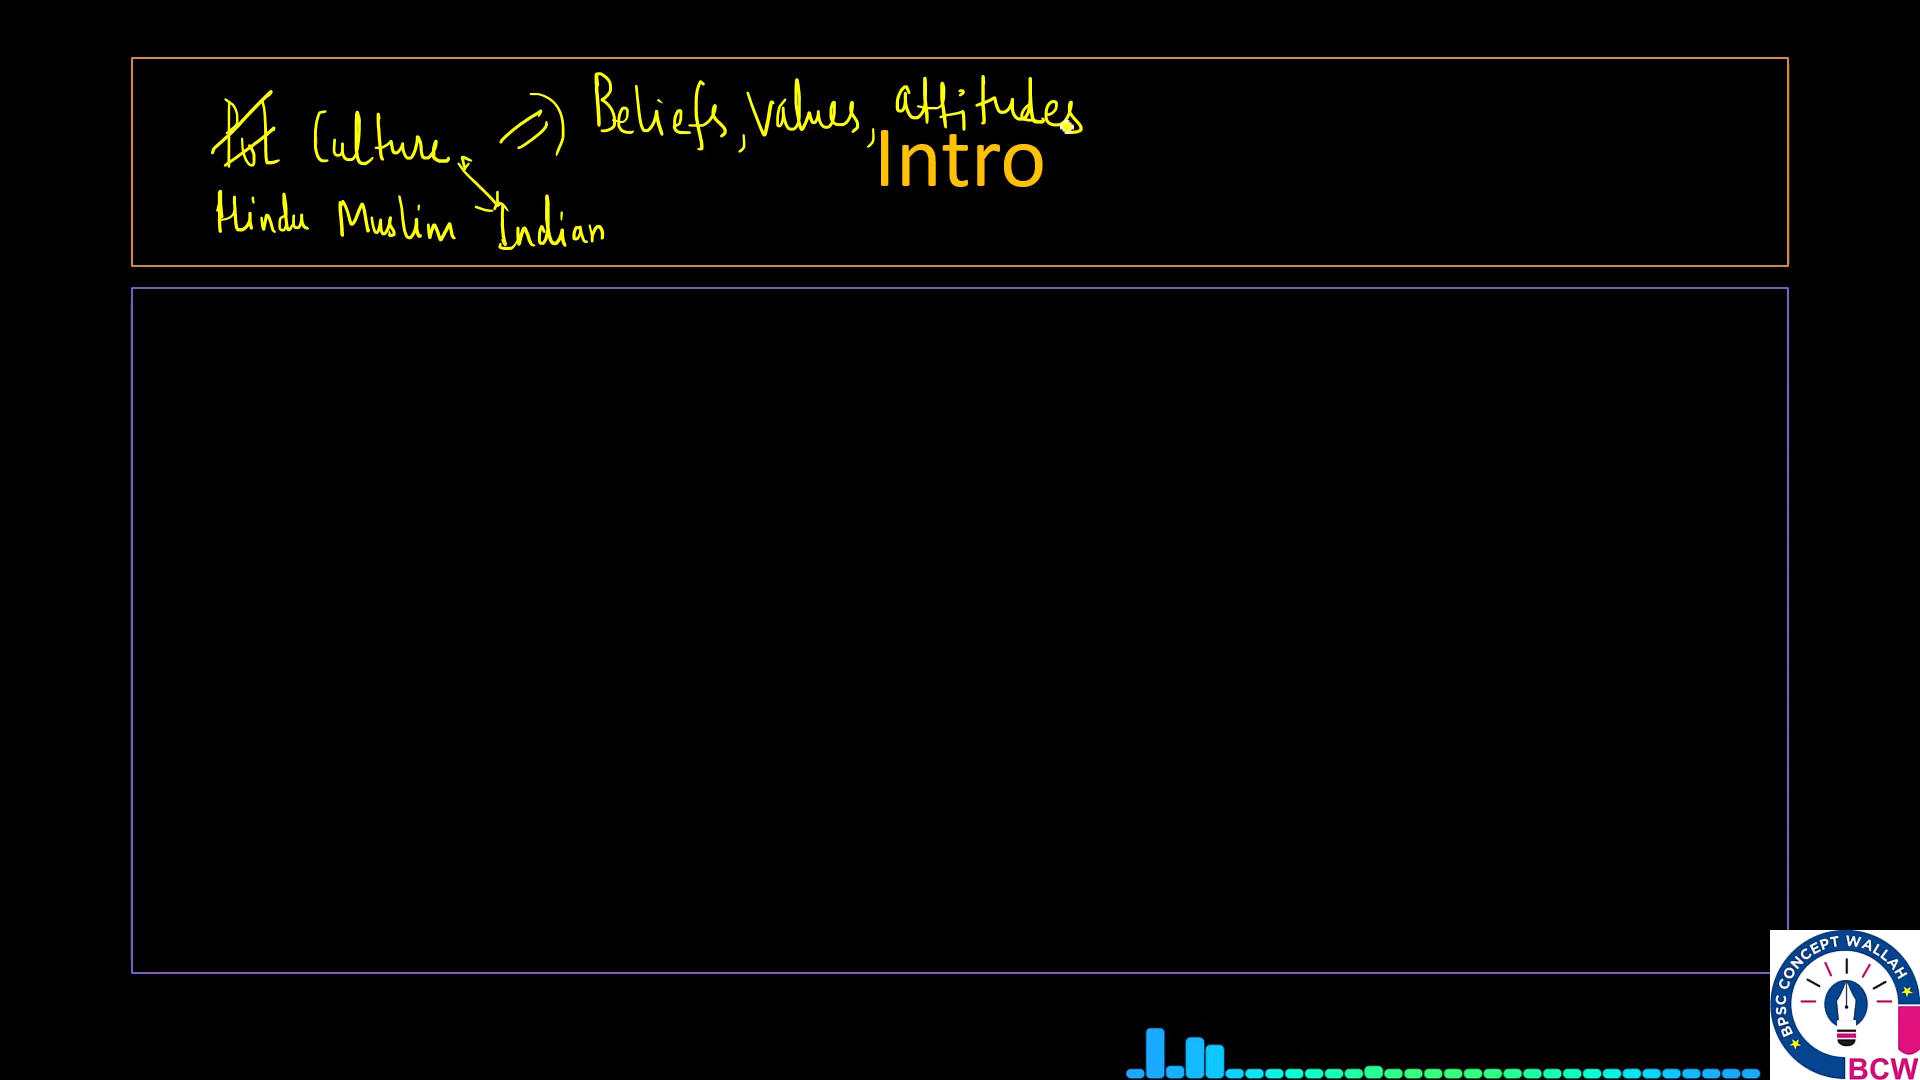 Culture ⇒ Beliefs, Values, attitudes
Intro
Hindu Muslim Indian
BPSC CONCEPT WALLAH
BCW